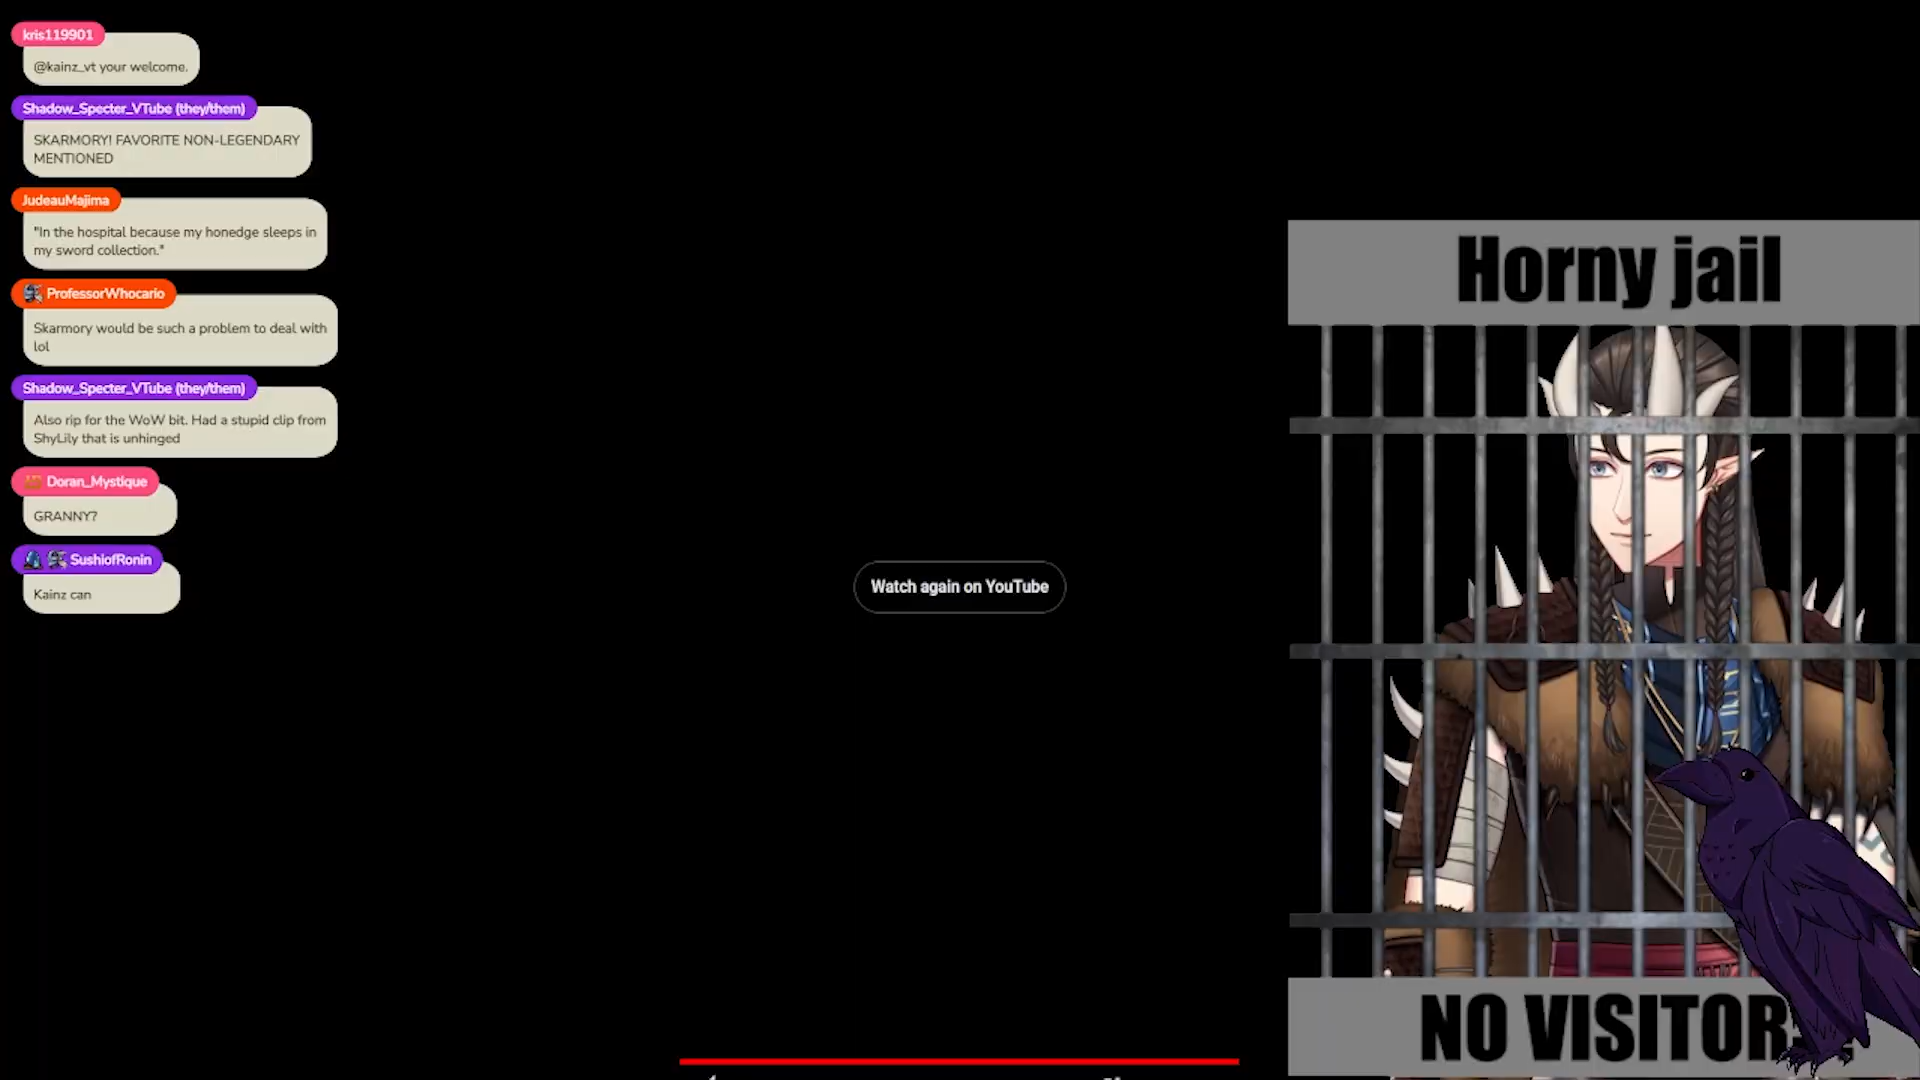 kris119901
@kainz_vt your welcome.
Shadow_Specter_VTube (they/them)
SKARMORY! FAVORITE NON-LEGENDARY
MENTIONED
JudeauMajima
"In the hospital because my honedge sleeps in
my sword collection."
ProfessorWhocario
Skarmory would be such a problem to deal with
lol
Shadow_Specter_VTube (they/them)
Also rip for the WoW bit. Had a stupid clip from
ShyLily that is unhinged
Doran_Mystique
GRANNY?
SushiofRonin
Kainz can
Watch again on YouTube
Horny jail
NO VISITOR